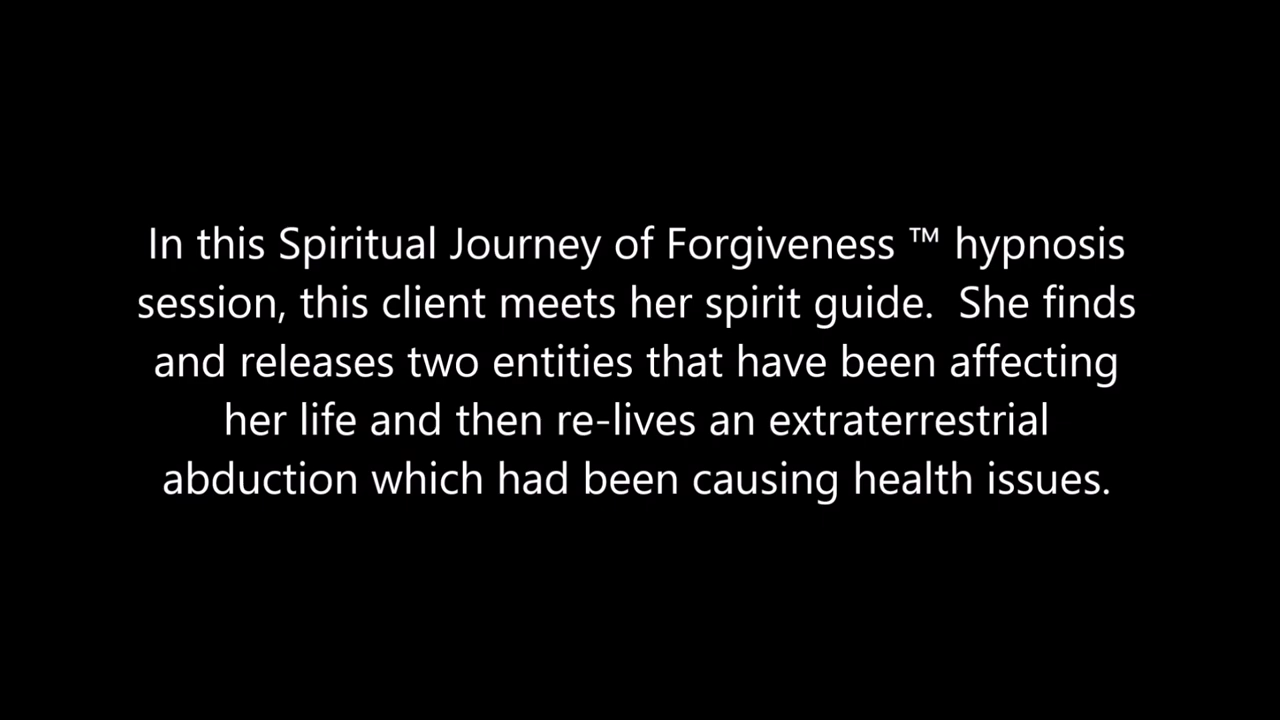 In this Spiritual Journey of Forgiveness ™ hypnosis
session, this client meets her spirit guide.  She finds
and releases two entities that have been affecting
her life and then re-lives an extraterrestrial
abduction which had been causing health issues.